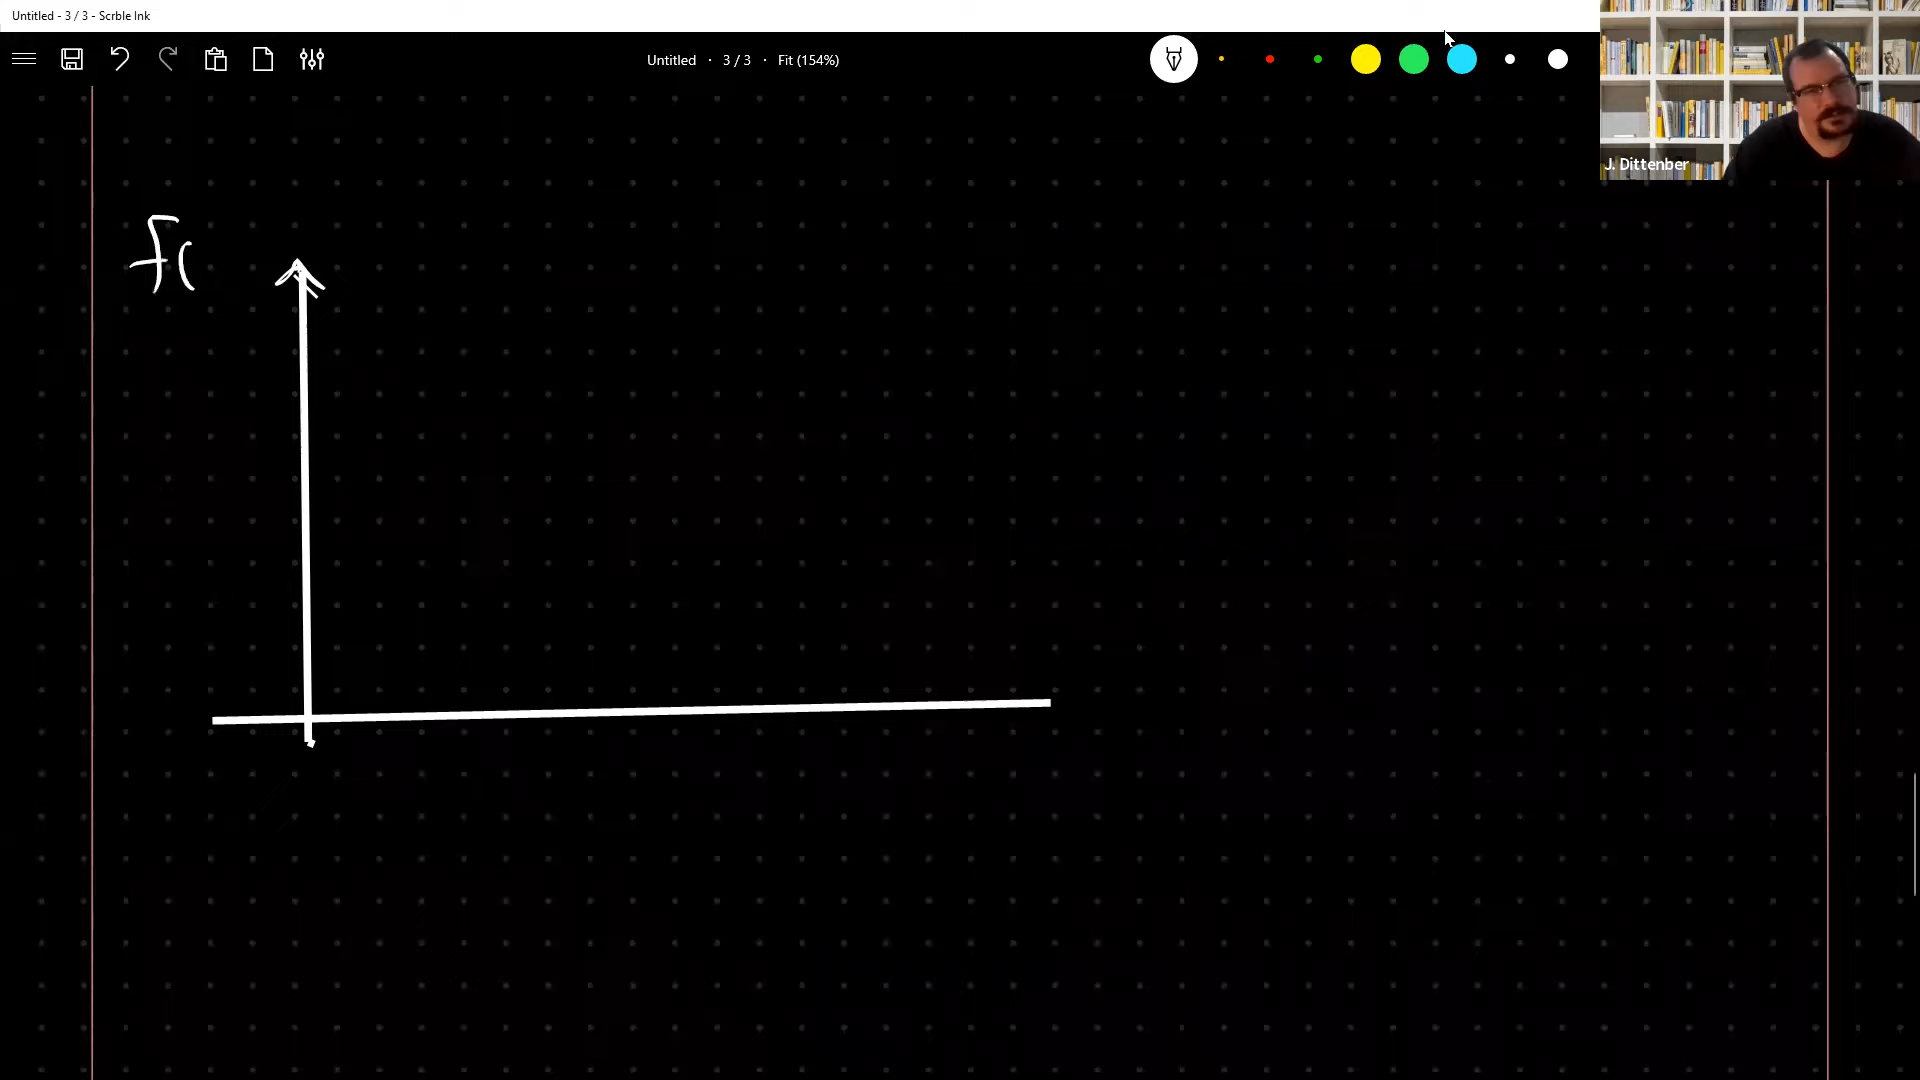 Untitled - 3 / 3 - Scrble Ink
Untitled · 3 / 3 · Fit (154%)
J. Dittenber
f(